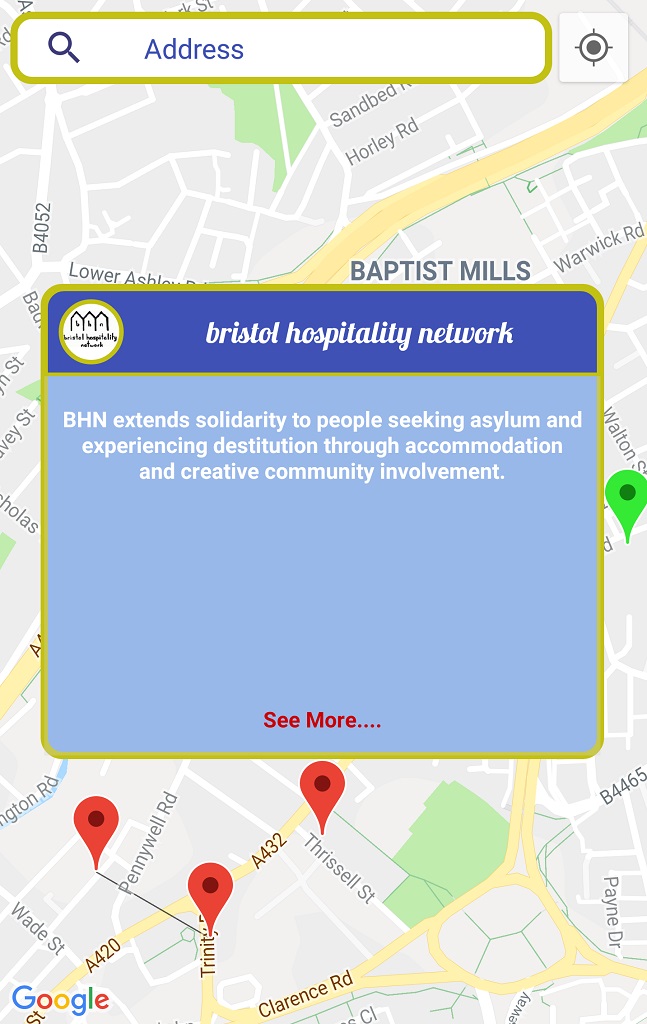 Address
Sandbed R
Horley Rd
B4052
Warwick Rd
BAPTIST MILLS
Lower Ashley
bristol hospitality
network
bristol hospitality network
BHN extends solidarity to people seeking asylum and
experiencing destitution through accommodation
and creative community involvement.
Walton S
See More....
B4465
ngton Rd
Pennywell Rd
A432
Thrissell St
Payne Dr
Wade St
A420
Trinity
Clarence Rd
Google
St
eway